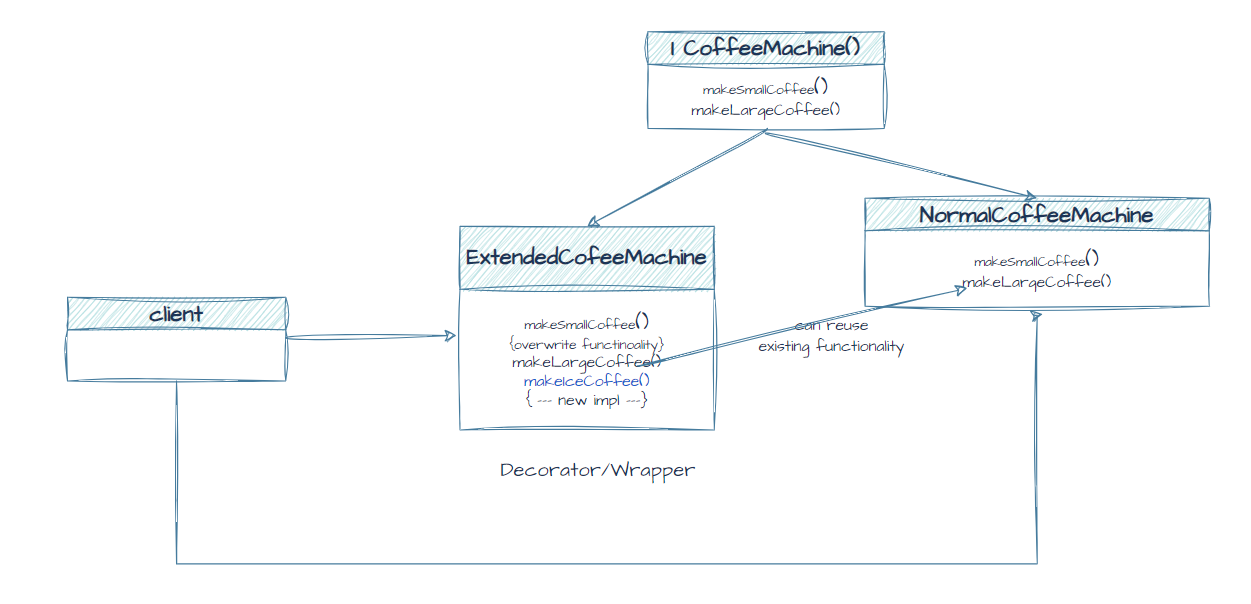 I CoffeeMachine()
makeSmallCoffee()
makeLargeCoffee()
NormalCoffeeMachine
makeSmallCoffee()
makeLargeCoffee()
ExtendedCofeeMachine
makeSmallCoffee()
{overwrite functinoality}
makeLargeCoffee()
makeIceCoffee()
{ --- new impl ---}
can reuse
existing functionality
client
Decorator/Wrapper